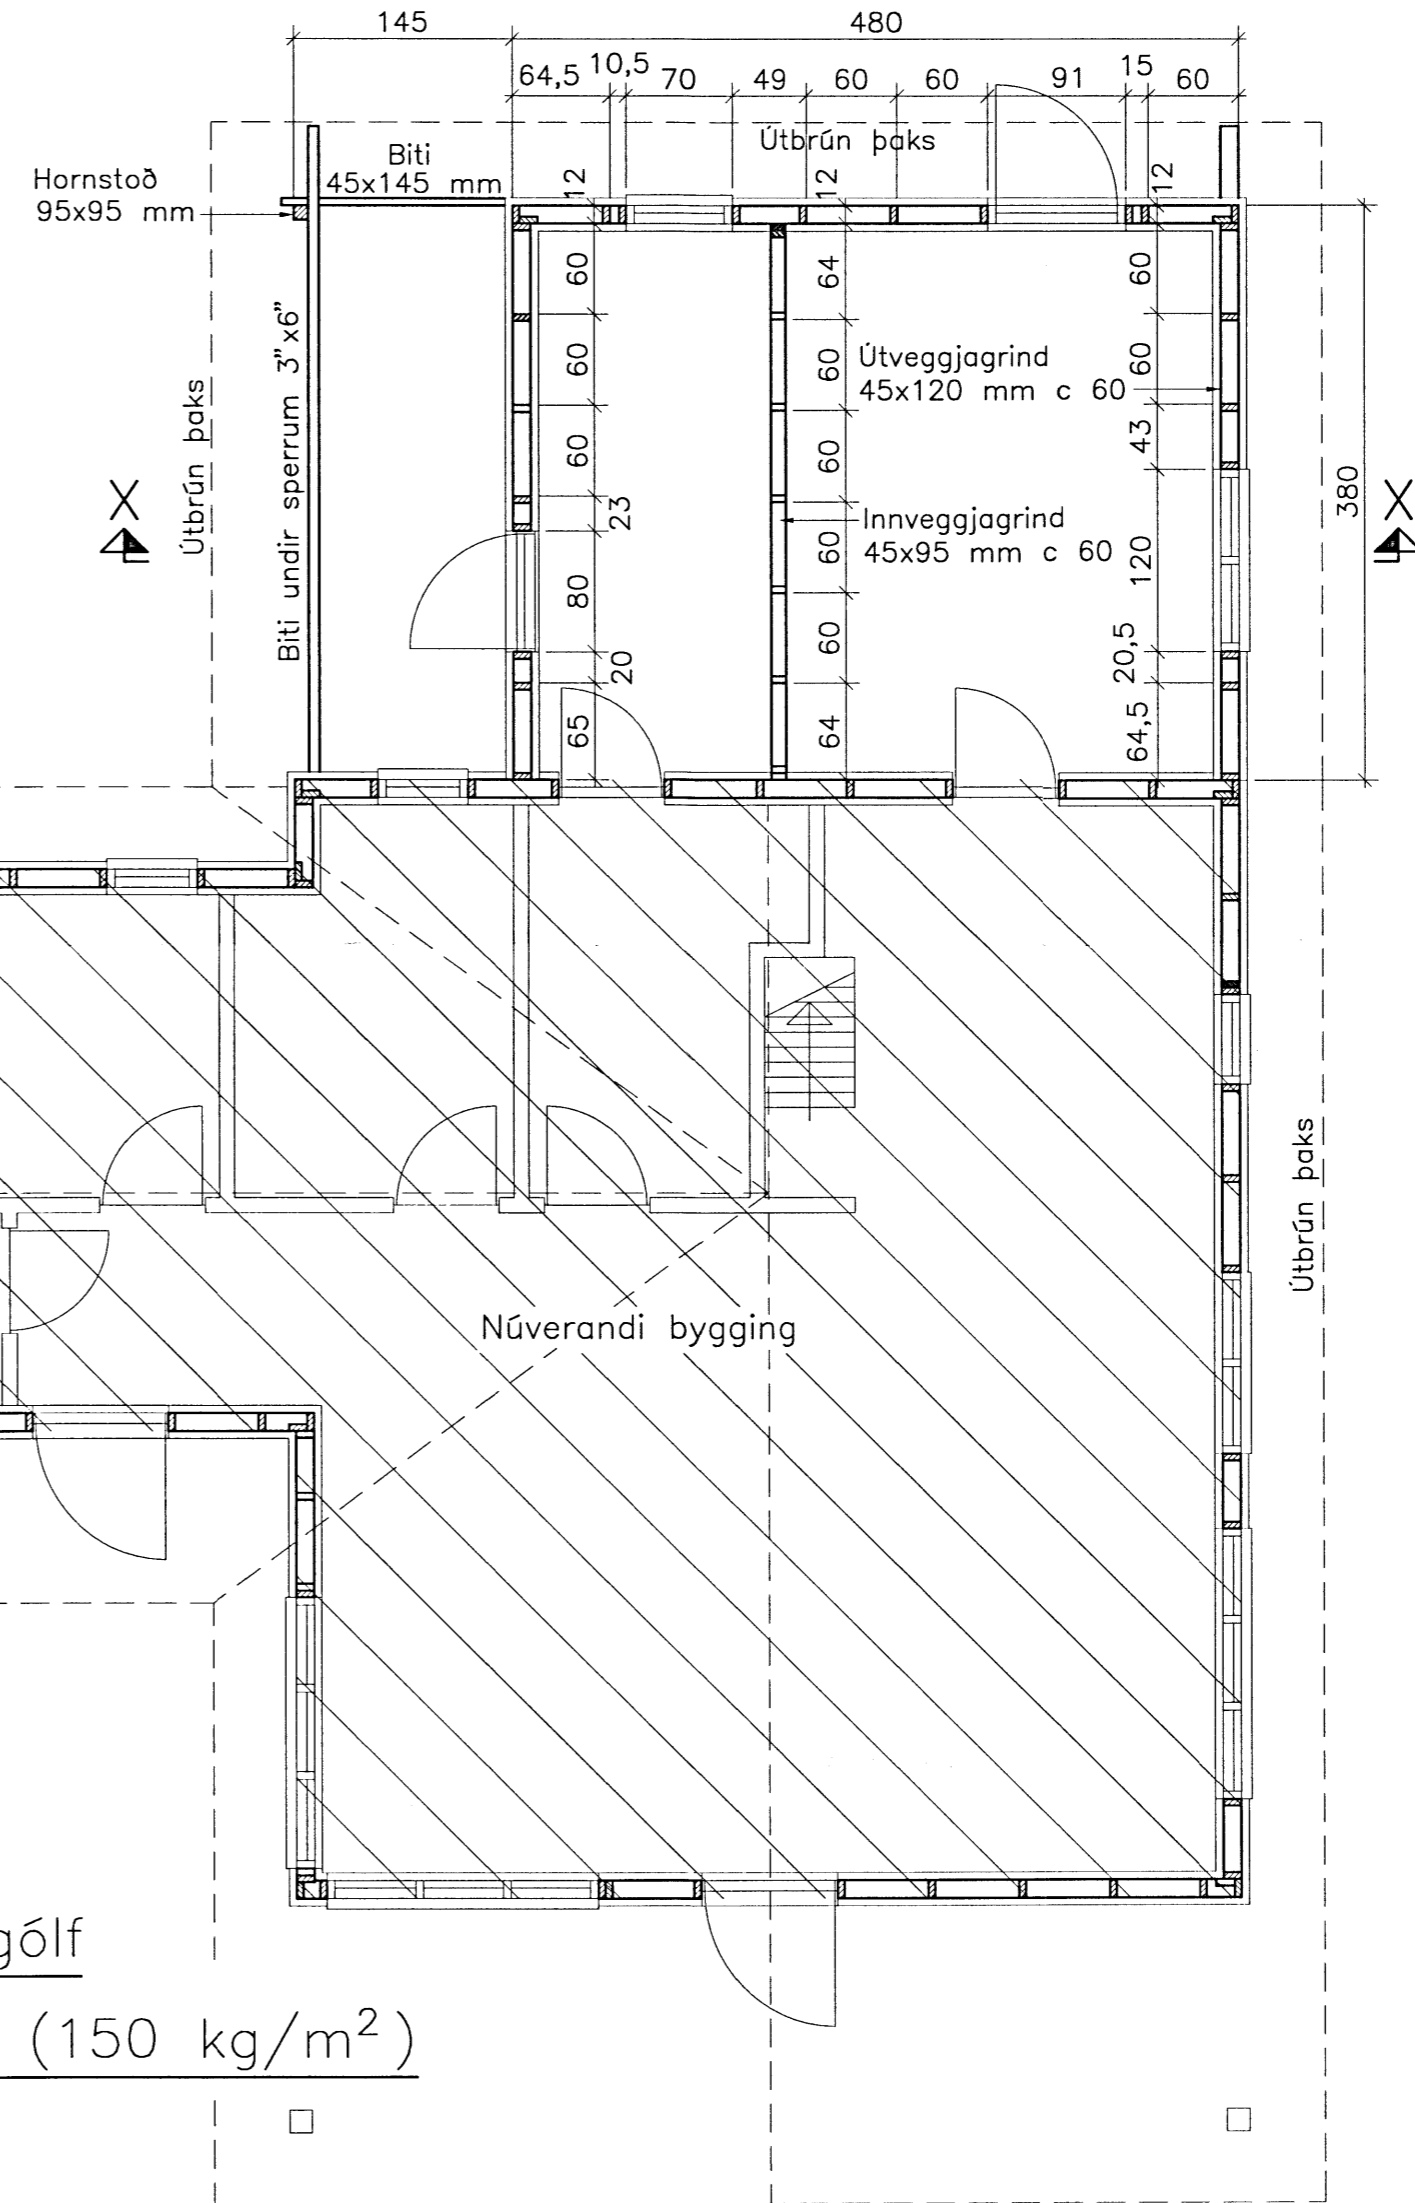 145
480
64,5
10,5
70
49
60
60
91
15
60
Útbrún þaks
Biti
45x145 mm
Hornstoð
95x95 mm
12
12
12
60
60
60
23
80
20
65
64
60
60
60
60
64
60
60
43
120
20,5
64,5
380
Útveggjagrind
45x120 mm c 60
Innveggjagrind
45x95 mm c 60
Biti undir sperrum 3"x6"
Útbrún þaks
X
X
Útbrún þaks
Núverandi bygging
gólf
(150 kg/m²)